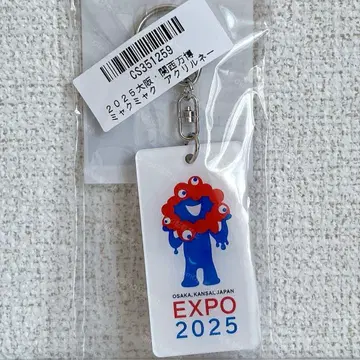 CS351259
2025大阪・関西万博
ミャクミャク アクリルネー
OSAKA, KANSAI, JAPAN
EXPO
2025